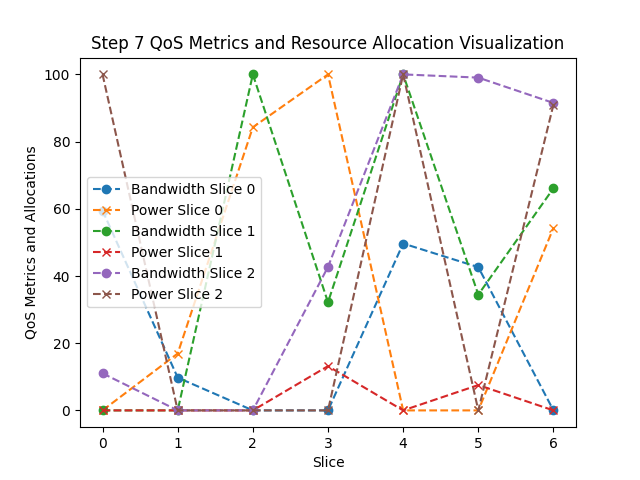 Step 7 QoS Metrics and Resource Allocation Visualization
QoS Metrics and Allocations
100
80
60
40
20
0
Bandwidth Slice 0
Power Slice 0
Bandwidth Slice 1
Power Slice 1
Bandwidth Slice 2
Power Slice 2
0 1 2 3 4 5 6
Slice